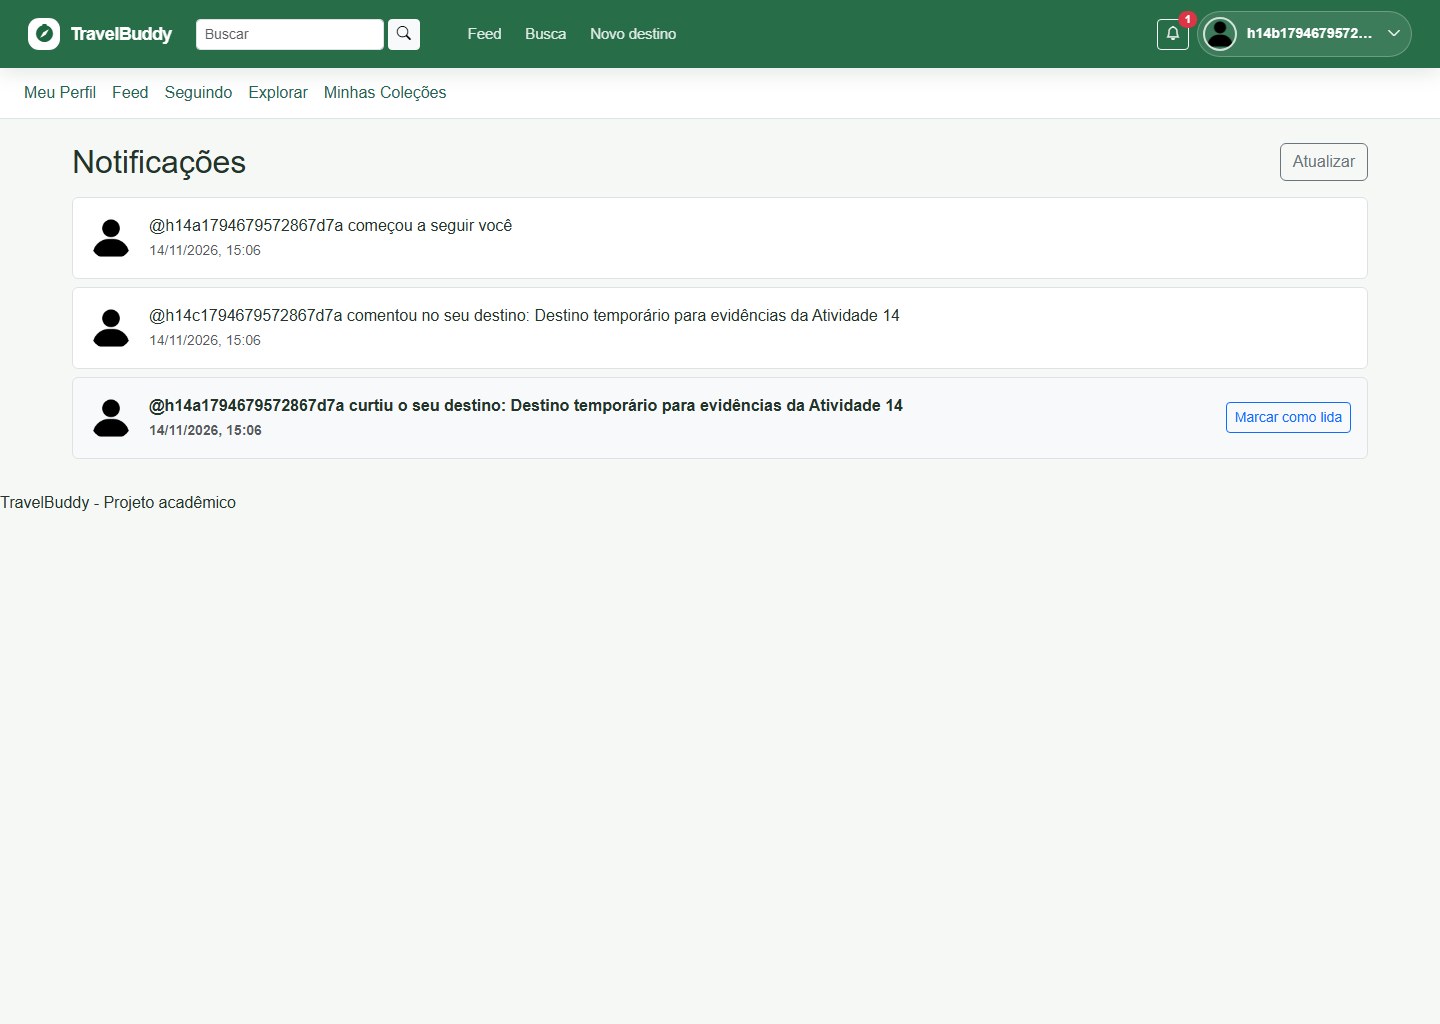 TravelBuddy
Buscar
Feed Busca Novo destino
1
h14b1794679572...
Meu Perfil Feed Seguindo Explorar Minhas Coleções
Notificações
Atualizar
@h14a1794679572867d7a começou a seguir você
14/11/2026, 15:06
@h14c1794679572867d7a comentou no seu destino: Destino temporário para evidências da Atividade 14
14/11/2026, 15:06
@h14a1794679572867d7a curtiu o seu destino: Destino temporário para evidências da Atividade 14
14/11/2026, 15:06
Marcar como lida
TravelBuddy - Projeto acadêmico